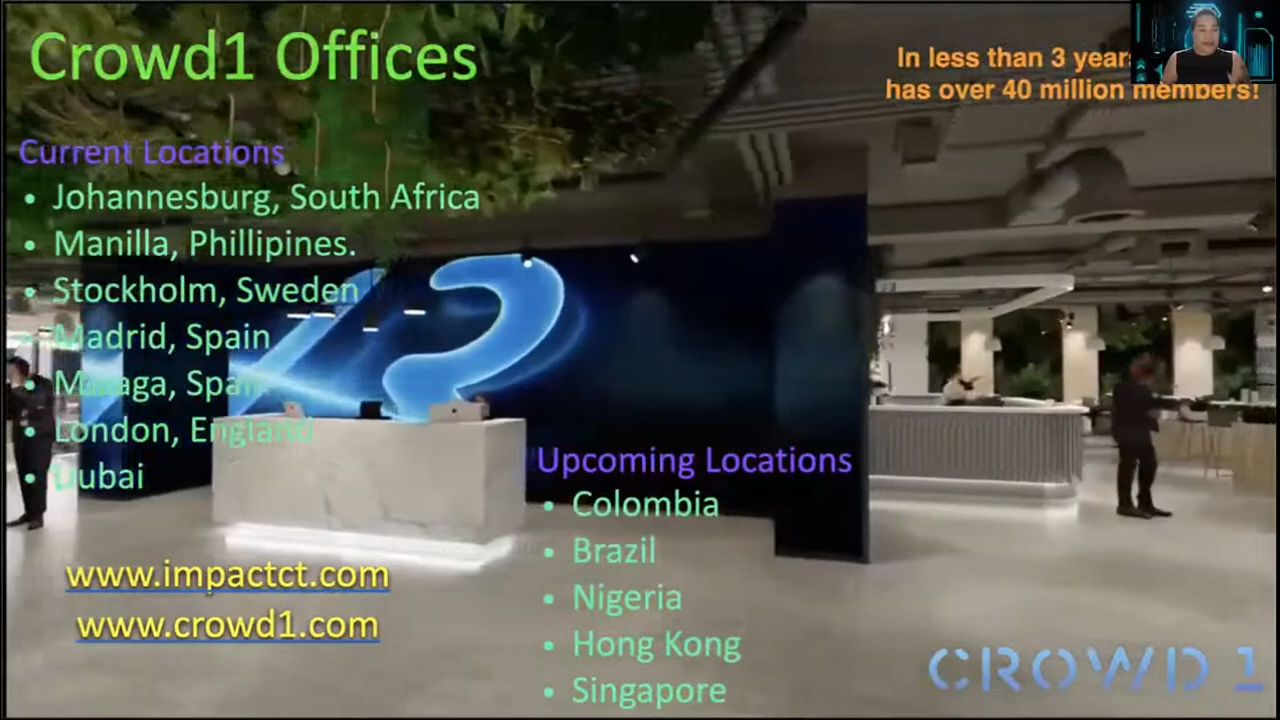 Crowd1 Offices
In less than 3 years
has over 40 million members!
Current Locations
• Johannesburg, South Africa
• Manilla, Phillipines.
• Stockholm, Sweden
• Madrid, Spain
• Malaga, Spain
• London, England
• Dubai
Upcoming Locations
• Colombia
• Brazil
• Nigeria
• Hong Kong
• Singapore
www.impactct.com
www.crowd1.com
CROWD 1